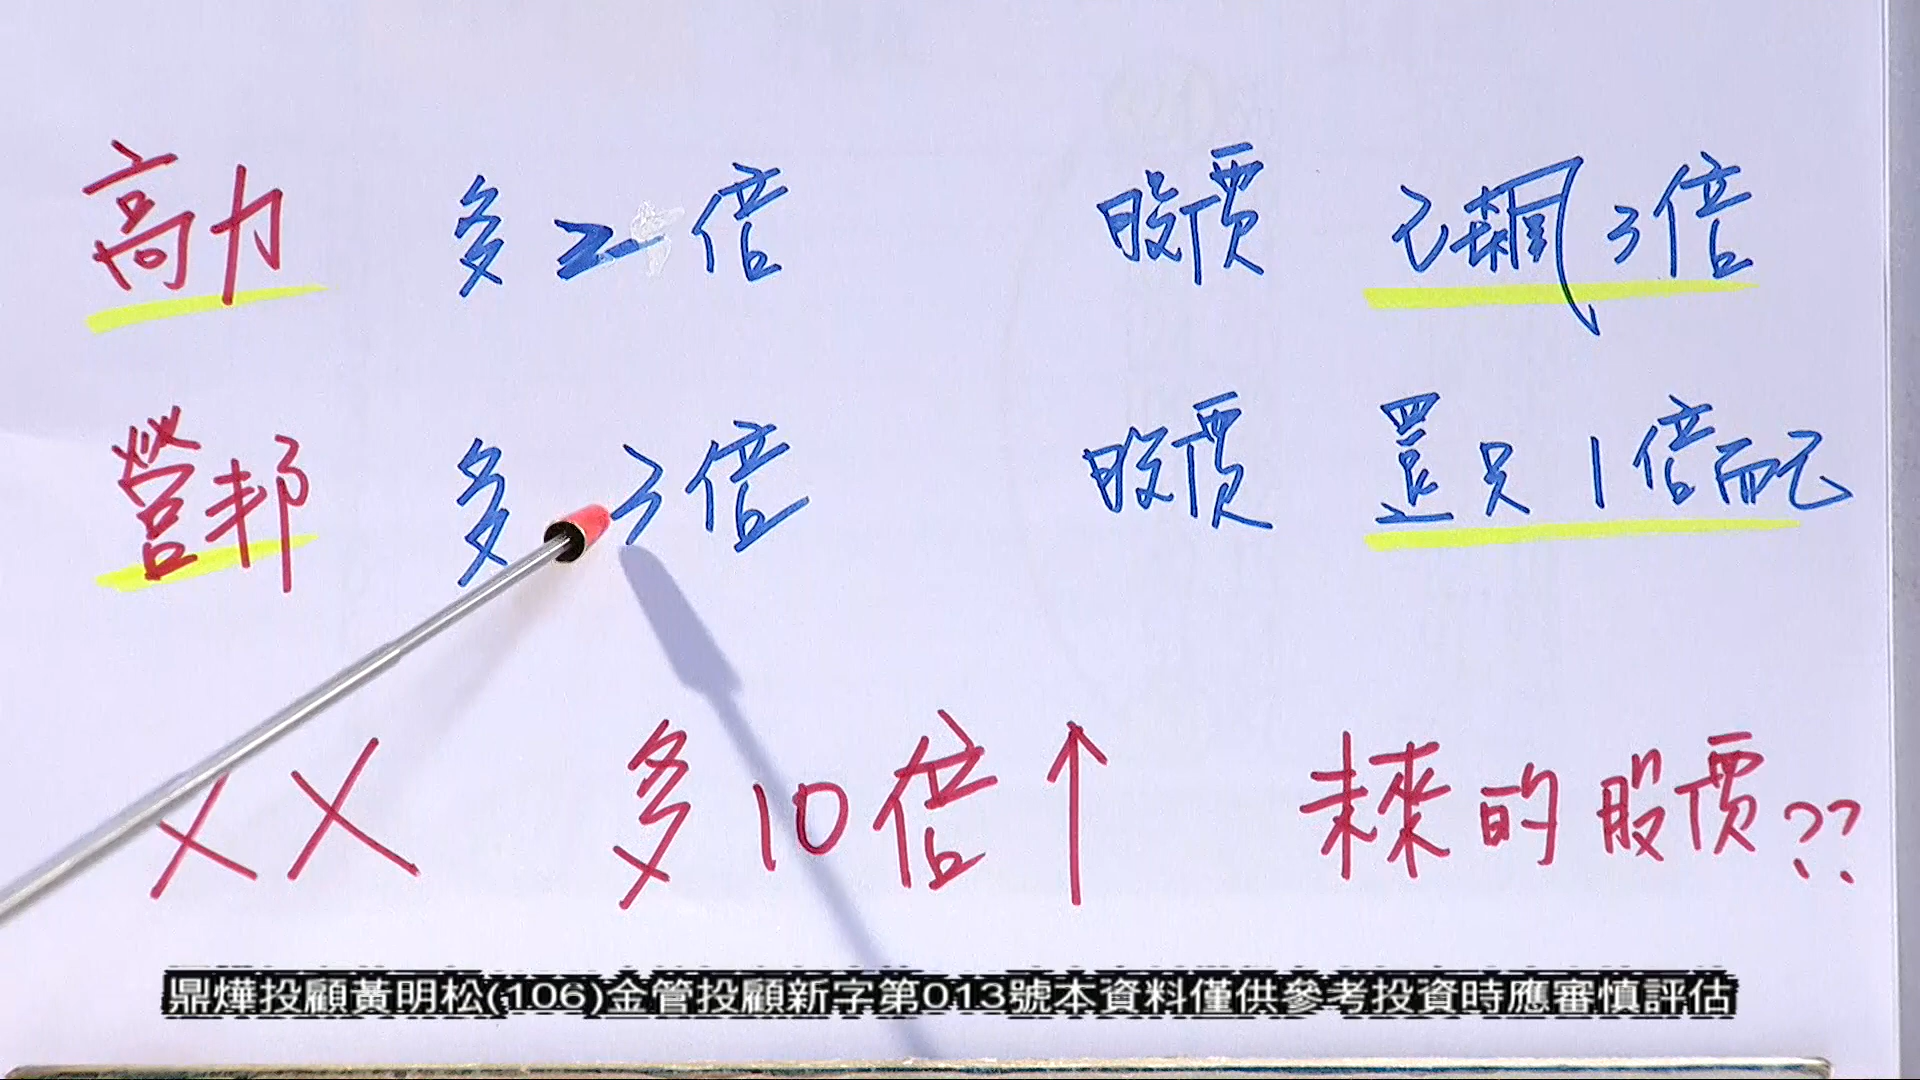 高力 多2倍 股價 已飆3倍
營邦 多3倍 股價 還只1倍而已
XX 多10倍↑ 未來的股價??
鼎燁投顧黃明松(106)金管投顧新字第013號本資料僅供參考投資時應審慎評估